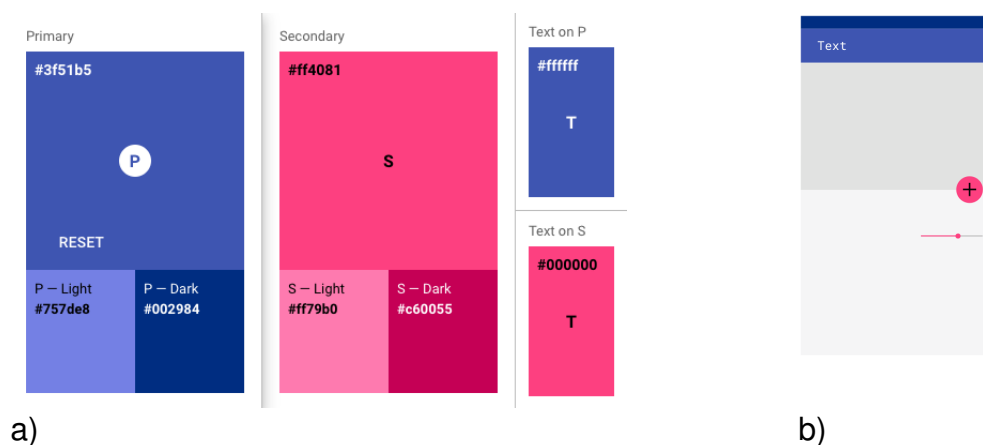 Primary
#3f51b5
P
RESET
P — Light
#757de8
P — Dark
#002984
Secondary
#ff4081
S
S — Light
#ff79b0
S — Dark
#c60055
Text on P
#ffffff
T
Text on S
#000000
T
a)
Text
b)